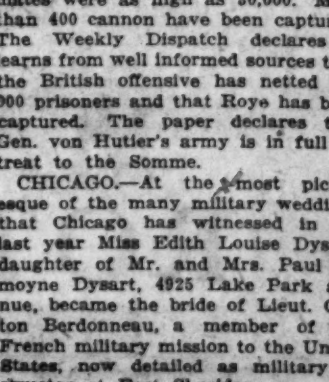 than 400 cannon have been captu
The Weekly Dispatch declares
learns from well informed sources t
the British offensive has netted
000 prisoners and that Roye has b
captured. The paper declares t
Gen. von Hutier's army is in full
treat to the Somme.
CHICAGO.—At the most pic
esque of the many military weddi
that Chicago has witnessed in
last year Miss Edith Louise Dys
daughter of Mr. and Mrs. Paul
moyne Dysart, 4925 Lake Park
nue, became the bride of Lieut.
ton Berdonneau, a member of
French military mission to the Un
States, now detailed as military